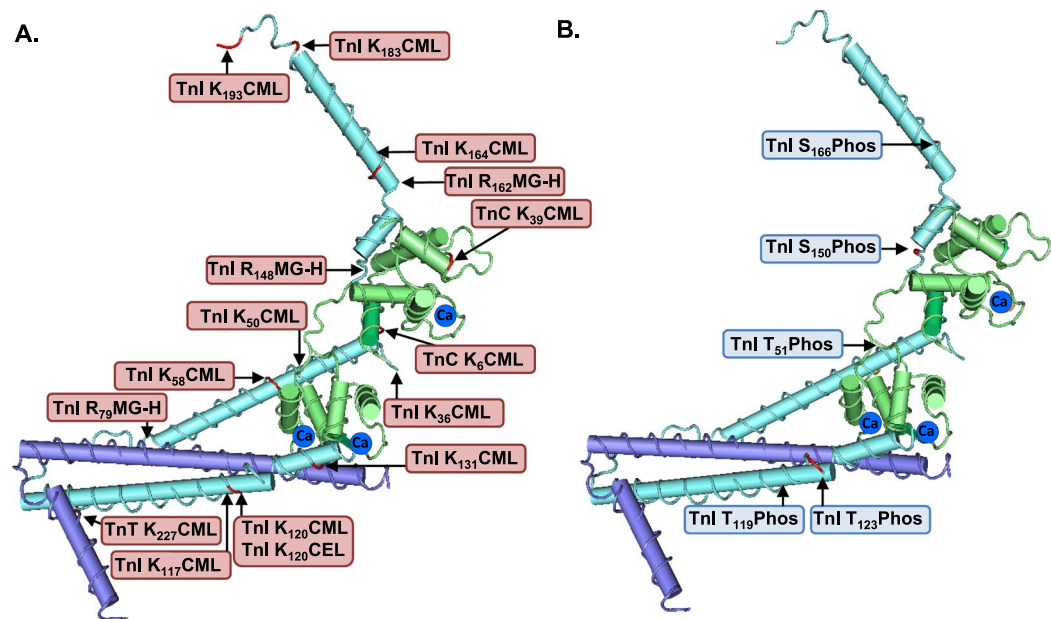 A.
TnI K₁₈₃CML
TnI K₁₉₃CML
TnI K₁₆₄CML
TnI R₁₆₂MG-H
TnC K₃₉CML
TnI R₁₄₈MG-H
Ca
TnI K₅₀CML
TnC K₆CML
TnI K₅₈CML
TnI K₃₆CML
TnI R₇₉MG-H
Ca
Ca
TnI K₁₃₁CML
TnT K₂₂₇CML
TnI K₁₂₀CML
TnI K₁₂₀CEL
TnI K₁₁₇CML
B.
TnI S₁₆₆Phos
TnI S₁₅₀Phos
Ca
TnI T₅₁Phos
Ca
Ca
TnI T₁₁₉Phos
TnI T₁₂₃Phos